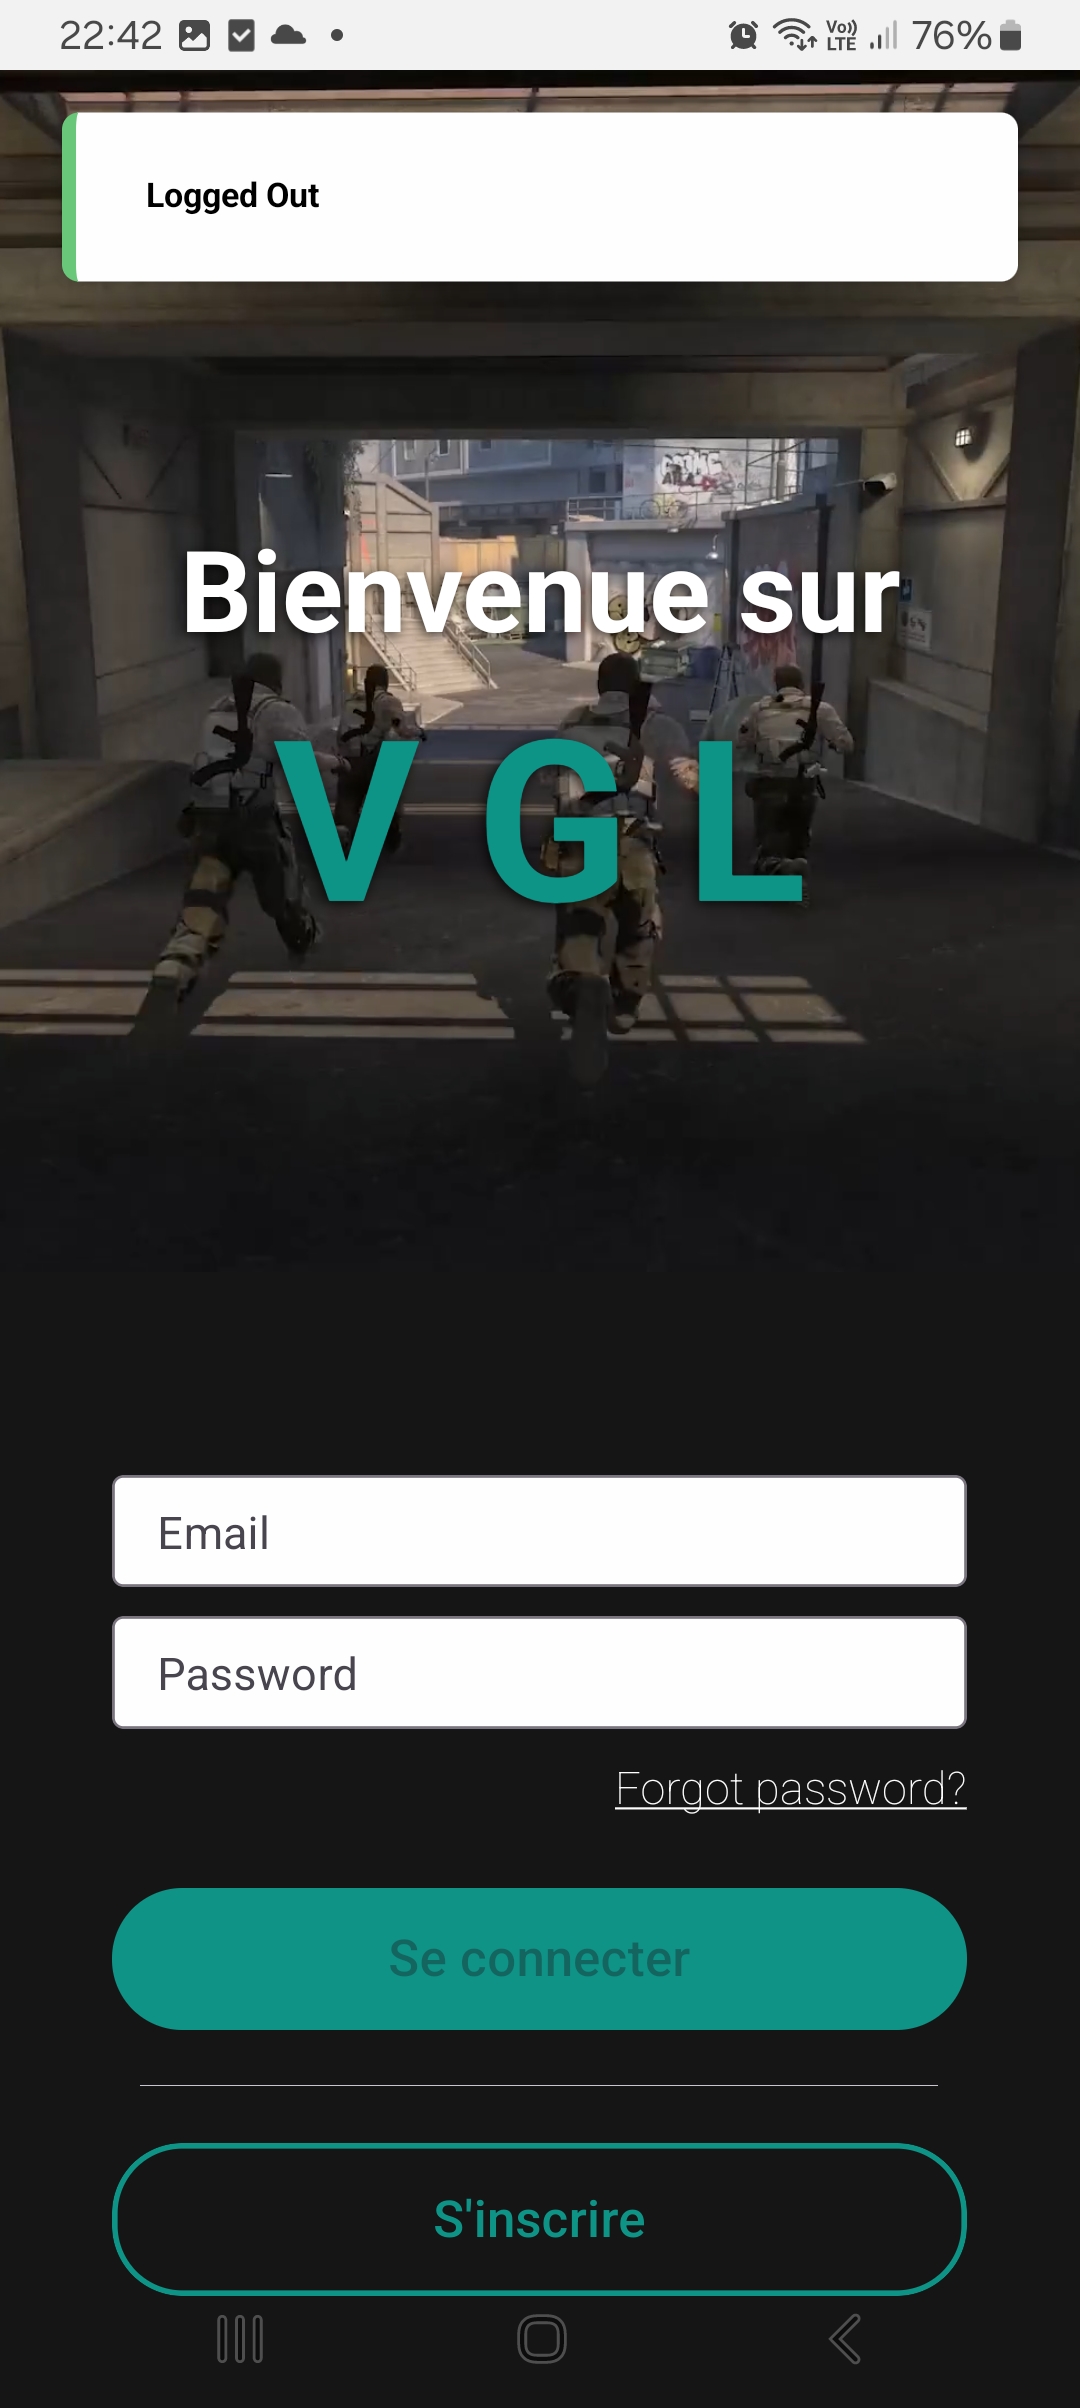 22:42
Vo))
LTE
76%
Logged Out
Bienvenue sur
V G L
Email
Password
Forgot password?
Se connecter
S'inscrire